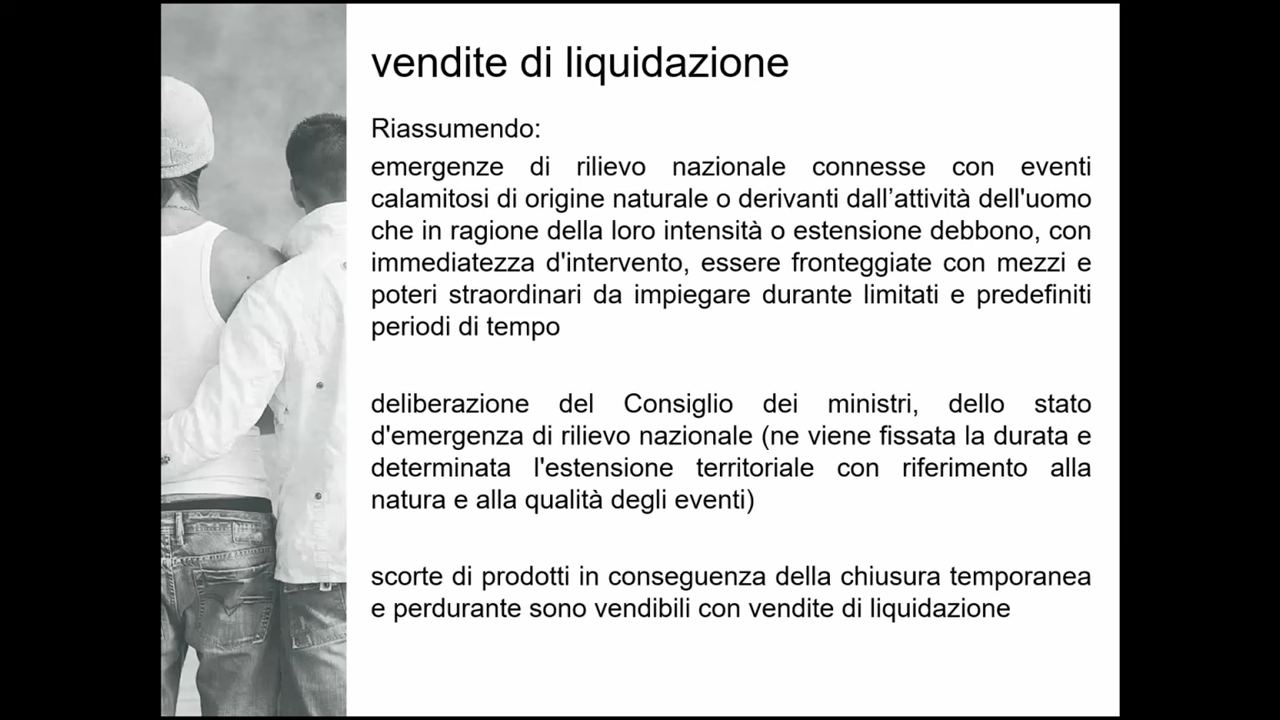 vendite di liquidazione
Riassumendo:
emergenze di rilievo nazionale connesse con eventi
calamitosi di origine naturale o derivanti dall’attività dell'uomo
che in ragione della loro intensità o estensione debbono, con
immediatezza d'intervento, essere fronteggiate con mezzi e
poteri straordinari da impiegare durante limitati e predefiniti
periodi di tempo
deliberazione del Consiglio dei ministri, dello stato
d'emergenza di rilievo nazionale (ne viene fissata la durata e
determinata l'estensione territoriale con riferimento alla
natura e alla qualità degli eventi)
scorte di prodotti in conseguenza della chiusura temporanea
e perdurante sono vendibili con vendite di liquidazione